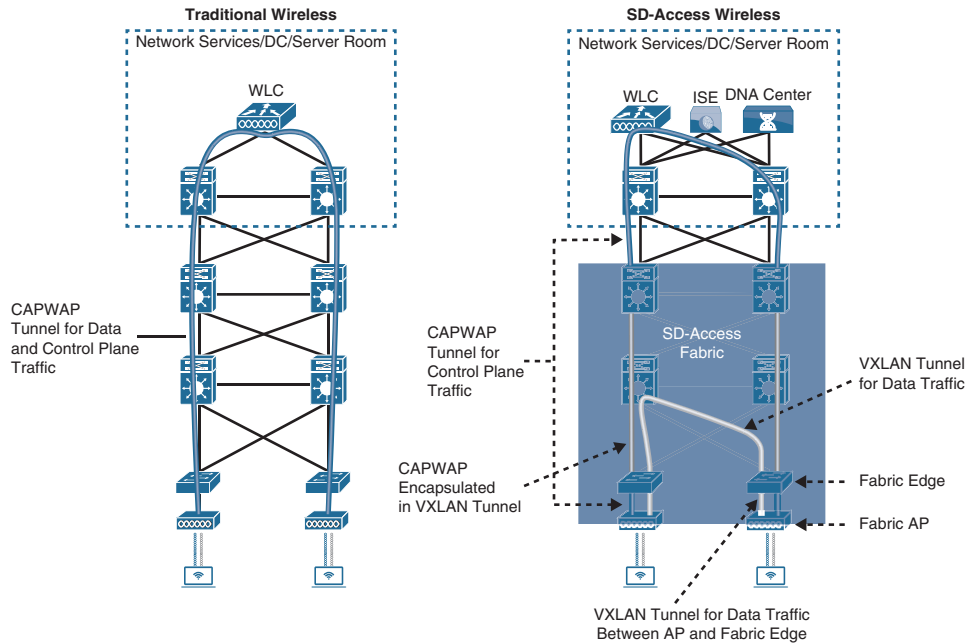 Traditional Wireless
Network Services/DC/Server Room
WLC
CAPWAP
Tunnel for Data
and Control Plane
Traffic
SD-Access Wireless
Network Services/DC/Server Room
WLC
ISE
DNA Center
CAPWAP
Tunnel for
Control Plane
Traffic
SD-Access
Fabric
VXLAN Tunnel
for Data Traffic
CAPWAP
Encapsulated
in VXLAN Tunnel
Fabric Edge
Fabric AP
VXLAN Tunnel for Data Traffic
Between AP and Fabric Edge